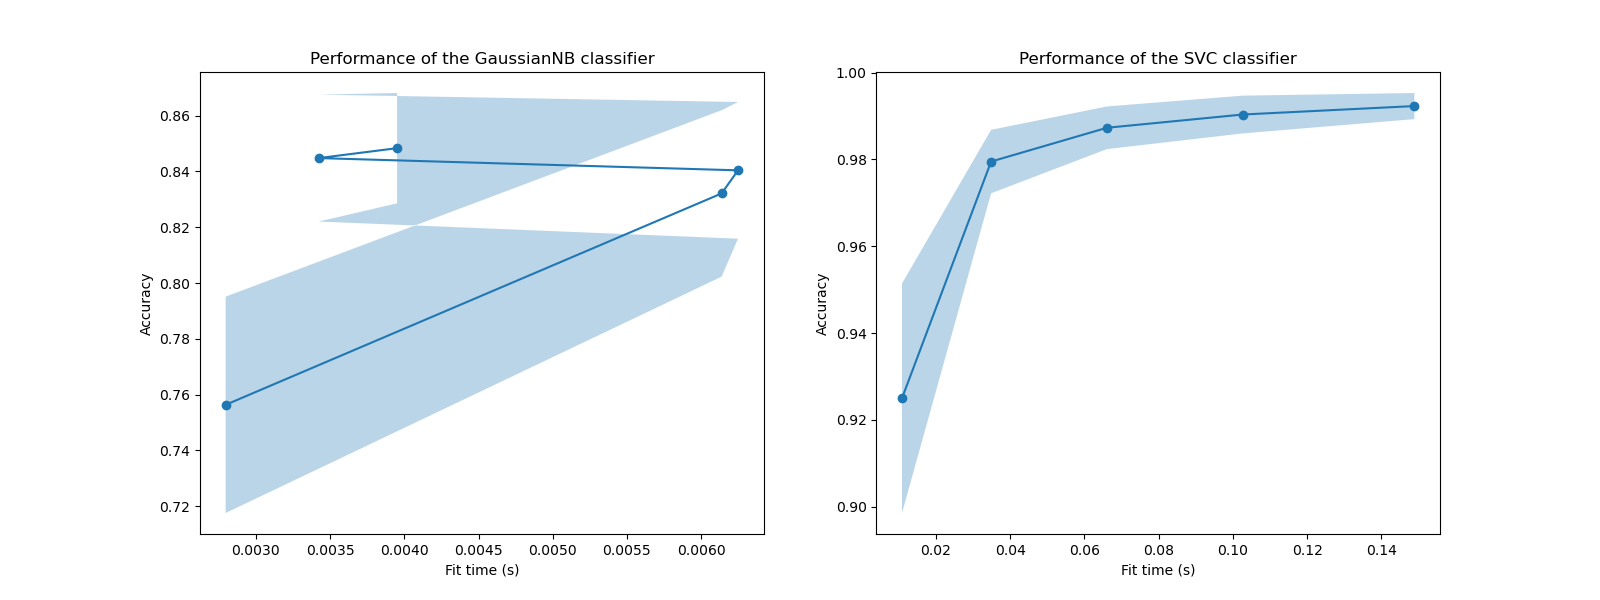 Performance of the GaussianNB classifier
Accuracy
0.86
0.84
0.82
0.80
0.78
0.76
0.74
0.72
0.0030 0.0035 0.0040 0.0045 0.0050 0.0055 0.0060
Fit time (s)
Performance of the SVC classifier
Accuracy
1.00
0.98
0.96
0.94
0.92
0.90
0.02 0.04 0.06 0.08 0.10 0.12 0.14
Fit time (s)